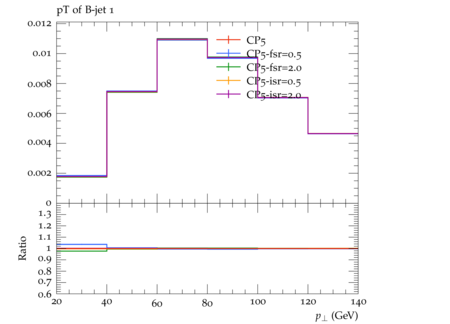 pT of B-jet 1
0.012
0.01
0.008
0.006
0.004
0.002
0
CP5
CP5-fsr=0.5
CP5-fsr=2.0
CP5-isr=0.5
CP5-isr=2.0
1.3
1.2
1.1
1
0.9
0.8
0.7
0.6
Ratio
20 40 60 80 100 120 140
p⊥ (GeV)